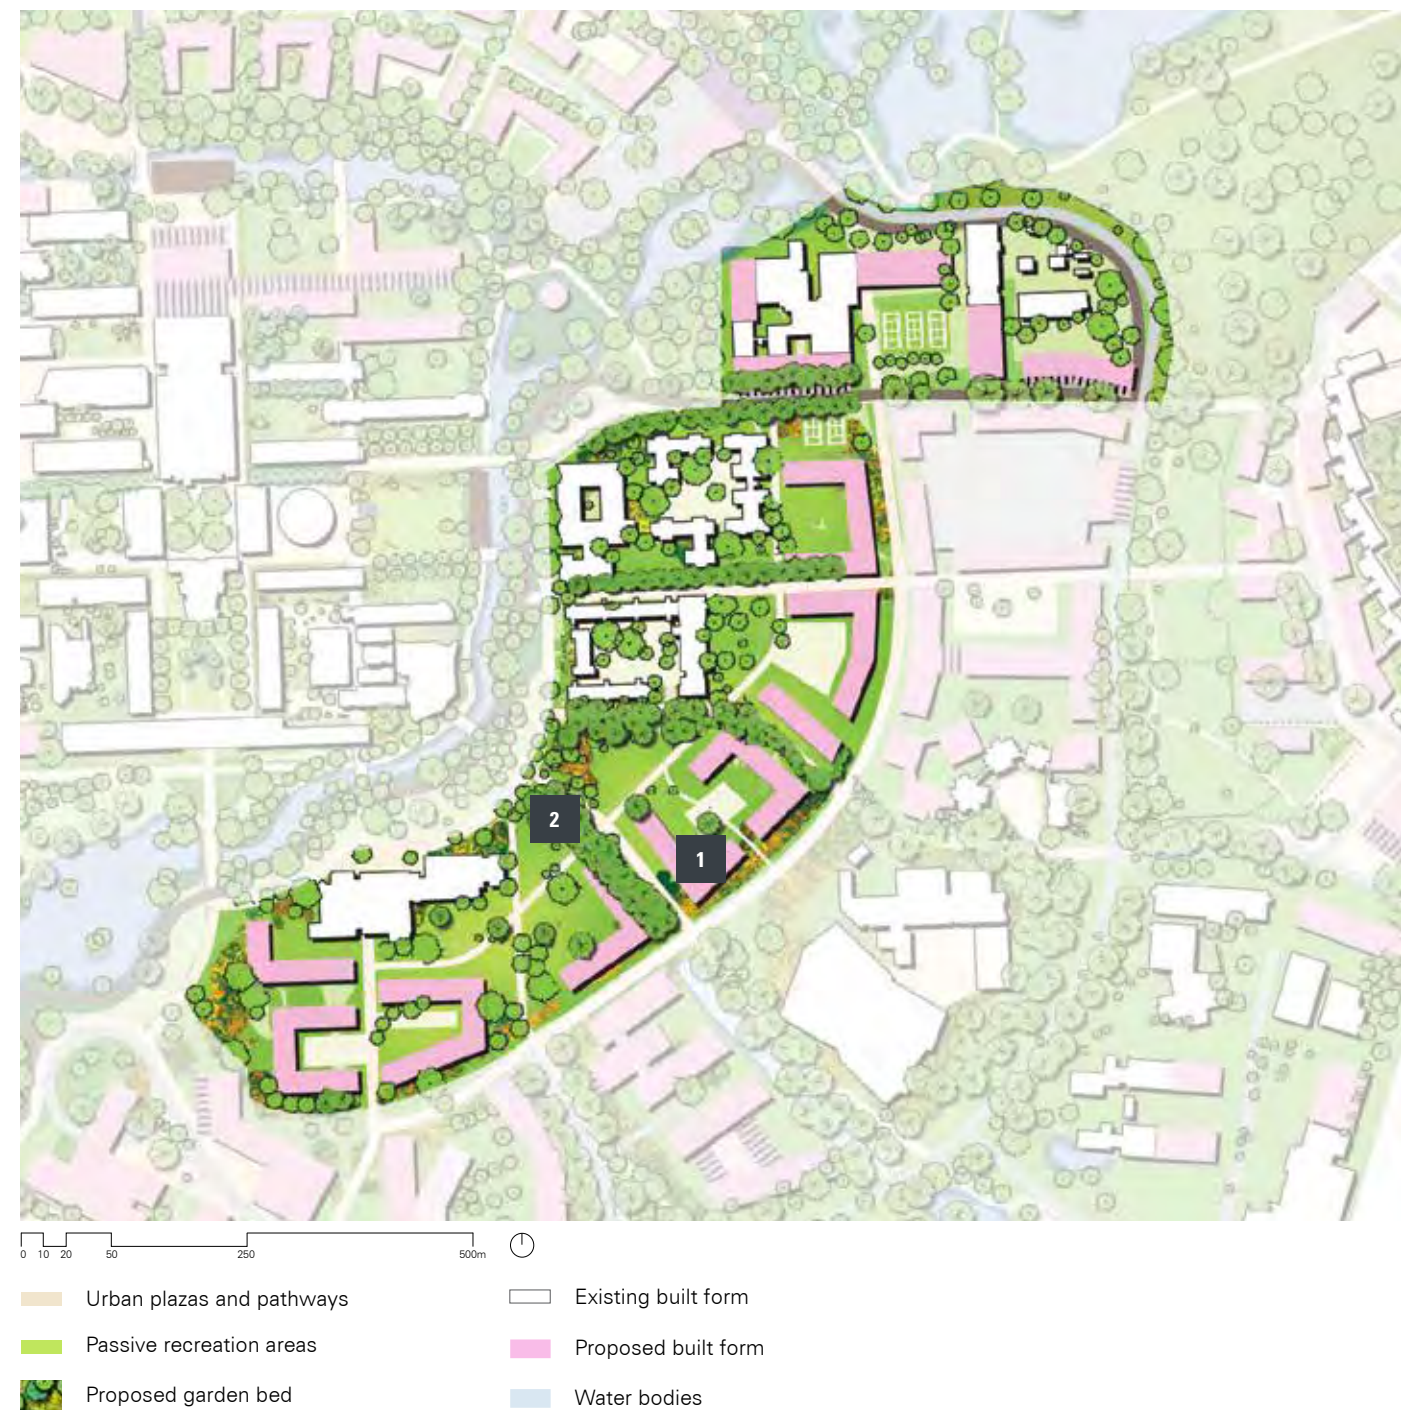 2
1
0 10 20 50 250 500m
Urban plazas and pathways
Existing built form
Passive recreation areas
Proposed built form
Proposed garden bed
Water bodies